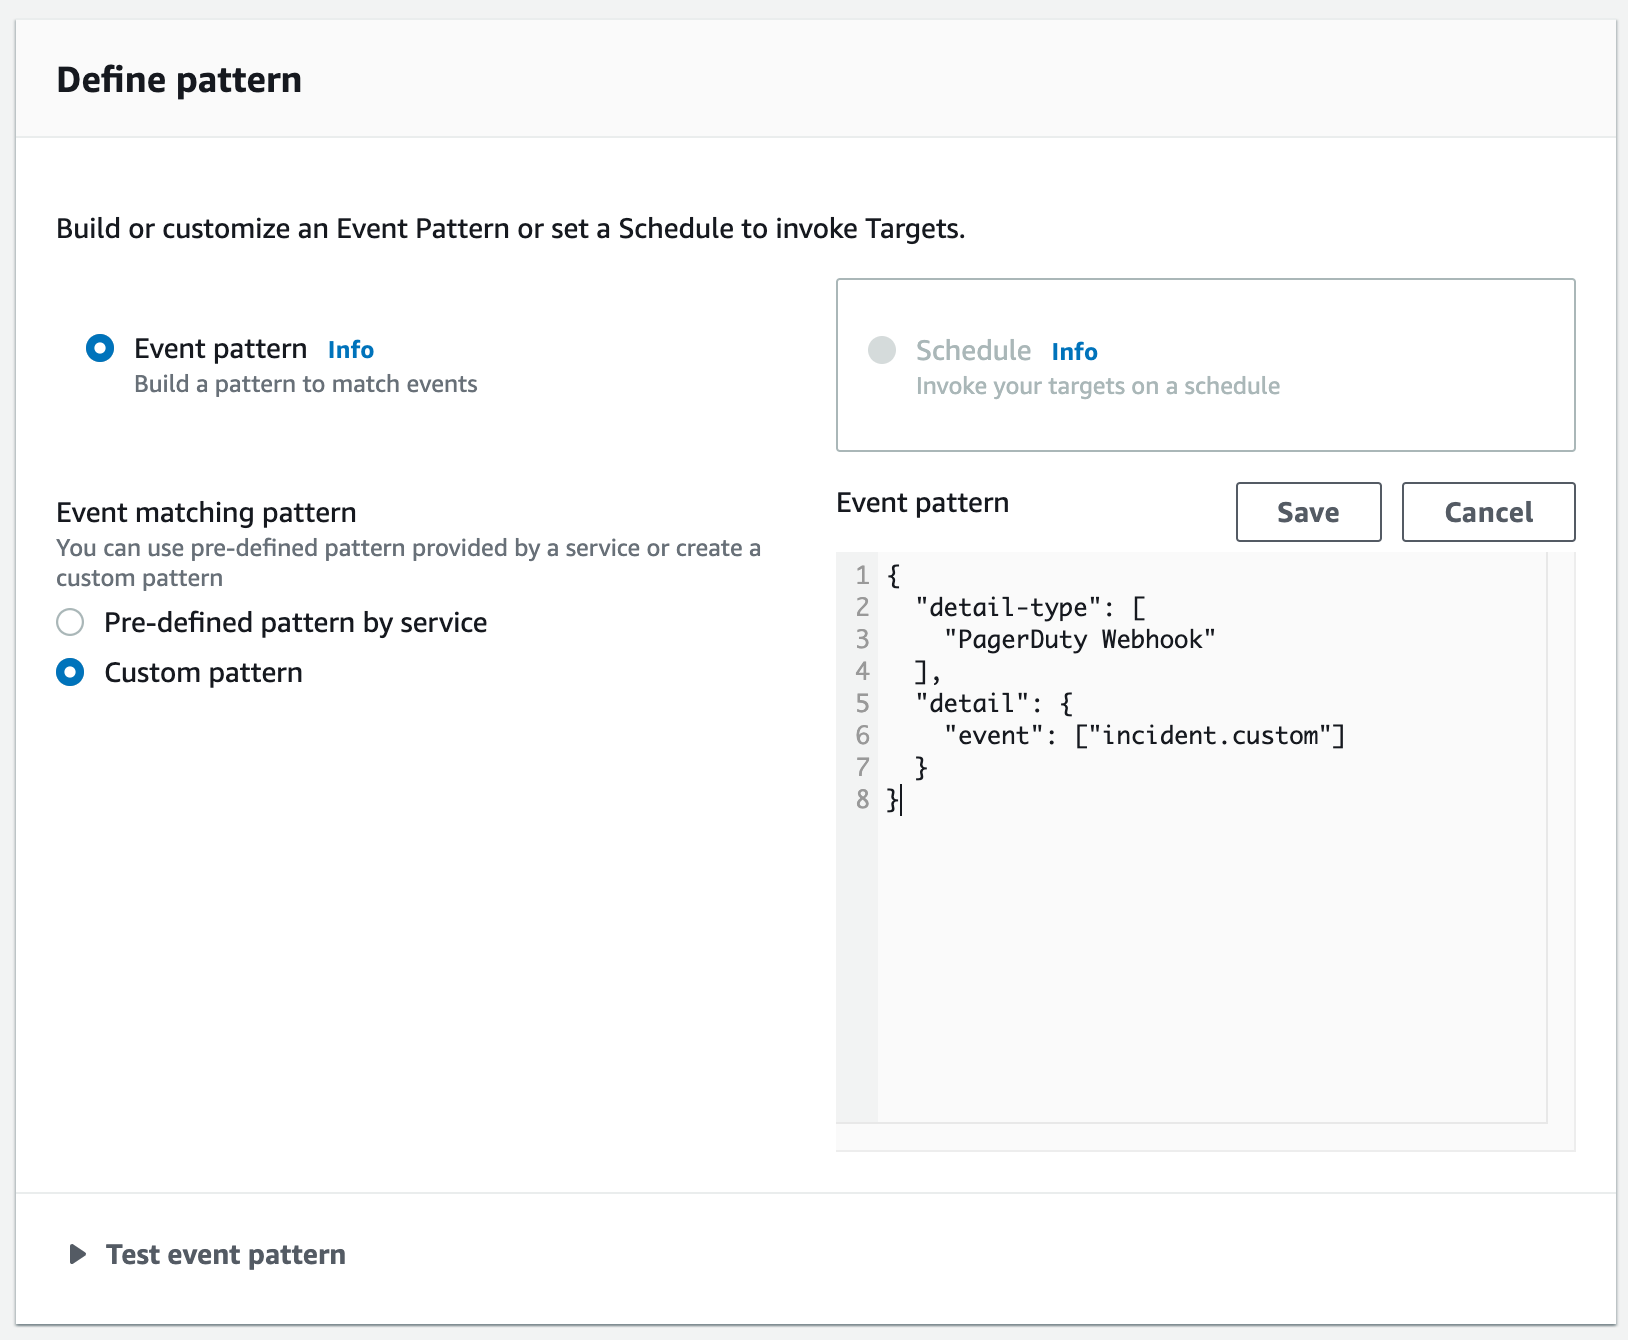 Define pattern
Build or customize an Event Pattern or set a Schedule to invoke Targets.
Event pattern Info
Build a pattern to match events
Schedule Info
Invoke your targets on a schedule
Event matching pattern
You can use pre-defined pattern provided by a service or create a
custom pattern
Pre-defined pattern by service
Custom pattern
Event pattern
Save
Cancel
1 {
2   "detail-type": [
3     "PagerDuty Webhook"
4   ],
5   "detail": {
6     "event": ["incident.custom"]
7   }
8 }
Test event pattern